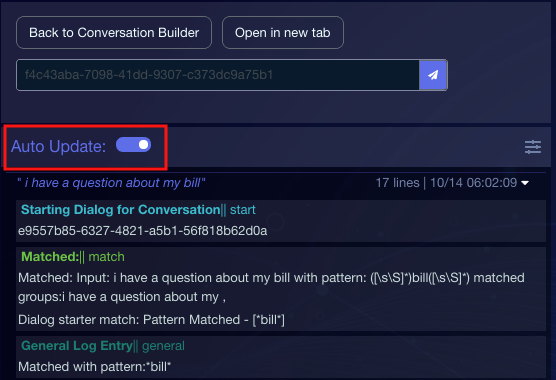 Back to Conversation Builder
Open in new tab
f4c43aba-7098-41dd-9307-c373dc9a75b1
Auto Update:
" i have a question about my bill"
17 lines | 10/14 06:02:09
Starting Dialog for Conversation|| start
e9557b85-6327-4821-a5b1-56f818b62d0a
Matched:|| match
Matched: Input: i have a question about my bill with pattern: ([\s\S]*)bill([\s\S]*) matched
groups:i have a question about my ,
Dialog starter match: Pattern Matched - [*bill*]
General Log Entry|| general
Matched with pattern:*bill*